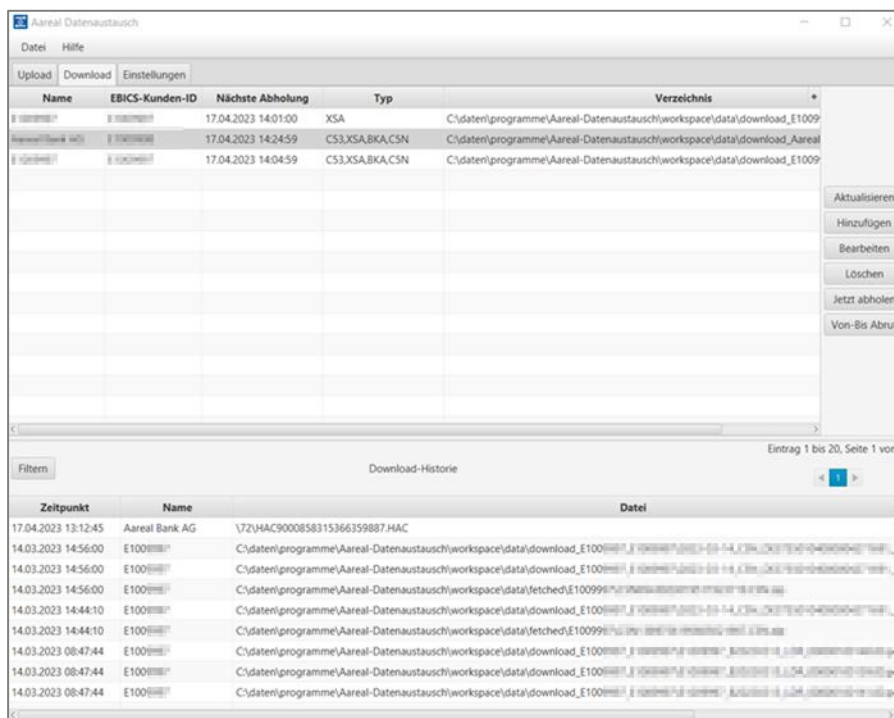 Aareal Datenaustausch
Datei Hilfe
Upload Download Einstellungen
Name EBICS-Kunden-ID Nächste Abholung Typ Verzeichnis +
17.04.2023 14:01:00 XSA C:\daten\programme\Aareal-Datenaustausch\workspace\data\download_E1009
17.04.2023 14:24:59 C53,XSA,BKA,C5N C:\daten\programme\Aareal-Datenaustausch\workspace\data\download_Aareal
17.04.2023 14:04:59 C53,XSA,BKA,C5N C:\daten\programme\Aareal-Datenaustausch\workspace\data\download_E1009
Aktualisieren
Hinzufügen
Bearbeiten
Löschen
Jetzt abholen
Von-Bis Abru
Eintrag 1 bis 20, Seite 1 von
Filtern Download-Historie 1
Zeitpunkt Name Datei
17.04.2023 13:12:45 Aareal Bank AG \72\HAC9000858315366359887.HAC
14.03.2023 14:56:00 E100 C:\daten\programme\Aareal-Datenaustausch\workspace\data\download_E100
14.03.2023 14:56:00 E100 C:\daten\programme\Aareal-Datenaustausch\workspace\data\download_E100
14.03.2023 14:56:00 E100 C:\daten\programme\Aareal-Datenaustausch\workspace\data\fetched\E10099
14.03.2023 14:44:10 E100 C:\daten\programme\Aareal-Datenaustausch\workspace\data\download_E100
14.03.2023 14:44:10 E100 C:\daten\programme\Aareal-Datenaustausch\workspace\data\fetched\E10099
14.03.2023 08:47:44 E100 C:\daten\programme\Aareal-Datenaustausch\workspace\data\download_E100
14.03.2023 08:47:44 E100 C:\daten\programme\Aareal-Datenaustausch\workspace\data\download_E100
14.03.2023 08:47:44 E100 C:\daten\programme\Aareal-Datenaustausch\workspace\data\download_E100